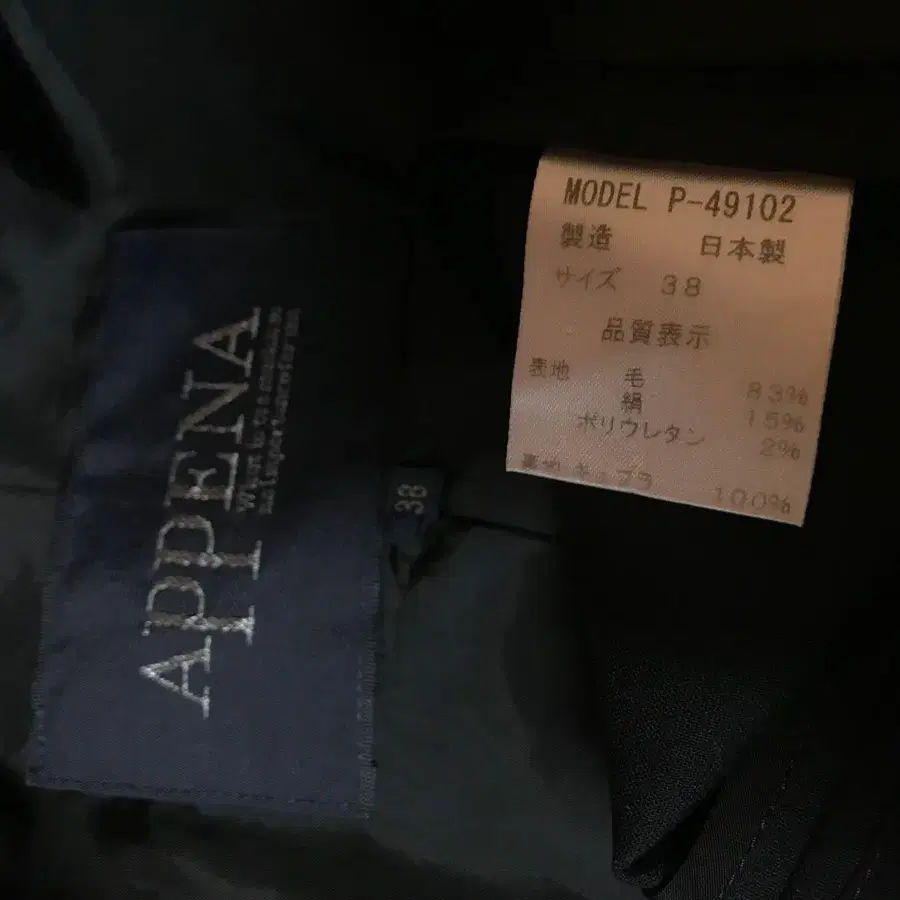 APPENA
38
MODEL P-49102
製造 日本製
サイズ 38
品質表示
表地 毛 83%
絹 15%
ポリウレタン 2%
裏地 キュプラ 100%